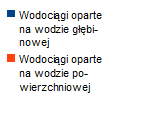 Wodociągi oparte
na wodzie głębi-
nowej
Wodociągi oparte
na wodzie po-
wierzchniowej